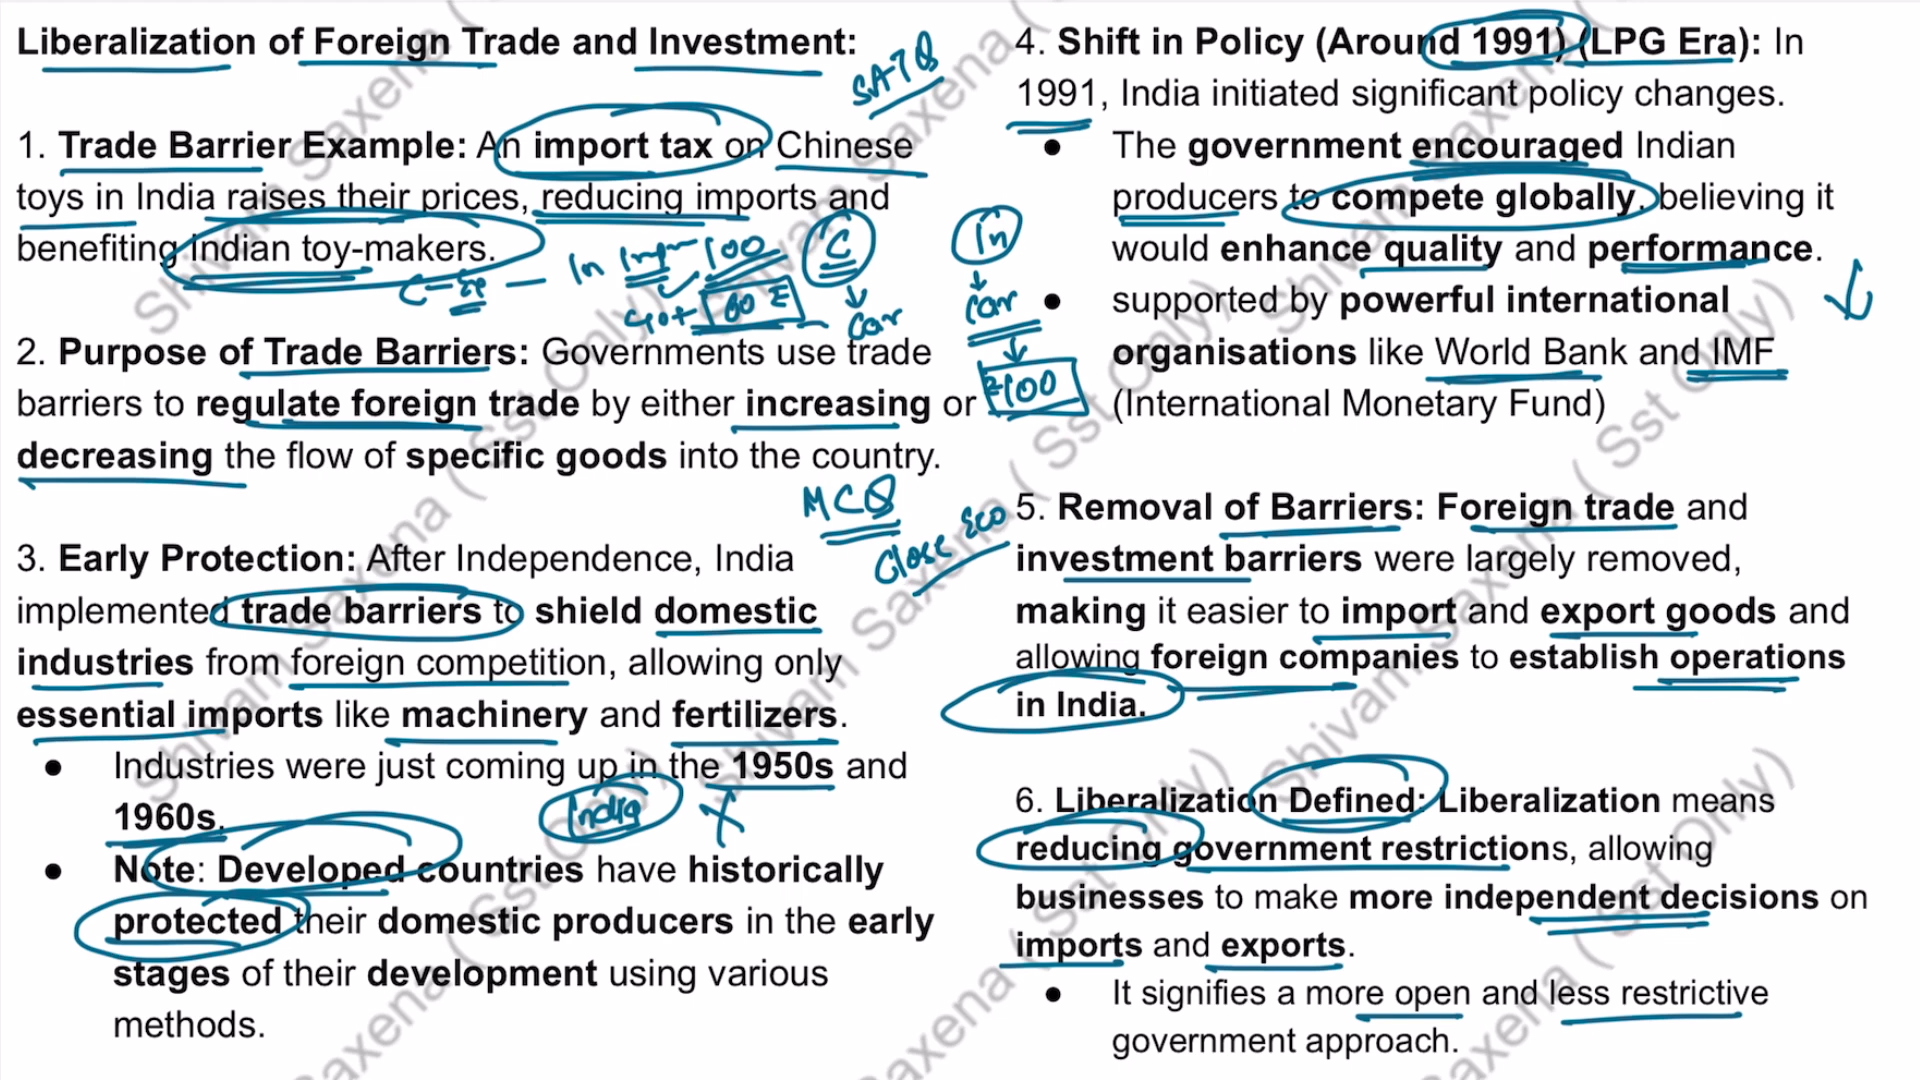 Liberalization of Foreign Trade and Investment:
SATQ
1. Trade Barrier Example: An import tax on Chinese
toys in India raises their prices, reducing imports and
benefiting Indian toy-makers.
In 100
C
Car
2. Purpose of Trade Barriers: Governments use trade
barriers to regulate foreign trade by either increasing or
decreasing the flow of specific goods into the country.
MCQ
Close Eco
3. Early Protection: After Independence, India
implemented trade barriers to shield domestic
industries from foreign competition, allowing only
essential imports like machinery and fertilizers.
● Industries were just coming up in the 1950s and
1960s.
India
● Note: Developed countries have historically
protected their domestic producers in the early
stages of their development using various
methods.
In
Car
100
4. Shift in Policy (Around 1991) (LPG Era): In
1991, India initiated significant policy changes.
● The government encouraged Indian
producers to compete globally, believing it
would enhance quality and performance.
● supported by powerful international
organisations like World Bank and IMF
(International Monetary Fund)
5. Removal of Barriers: Foreign trade and
investment barriers were largely removed,
making it easier to import and export goods and
allowing foreign companies to establish operations
in India.
6. Liberalization Defined: Liberalization means
reducing government restrictions, allowing
businesses to make more independent decisions on
imports and exports.
● It signifies a more open and less restrictive
government approach.
Shivam Saxena ( Sst Only)